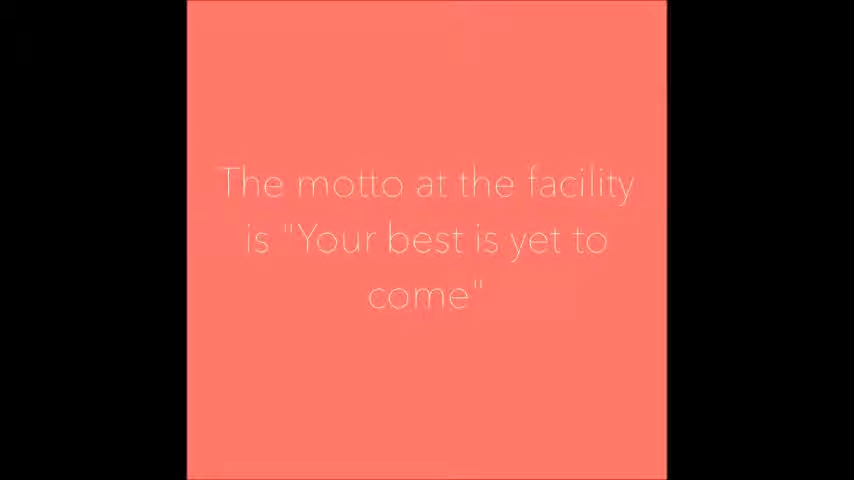 The motto at the facility
is "Your best is yet to
come"